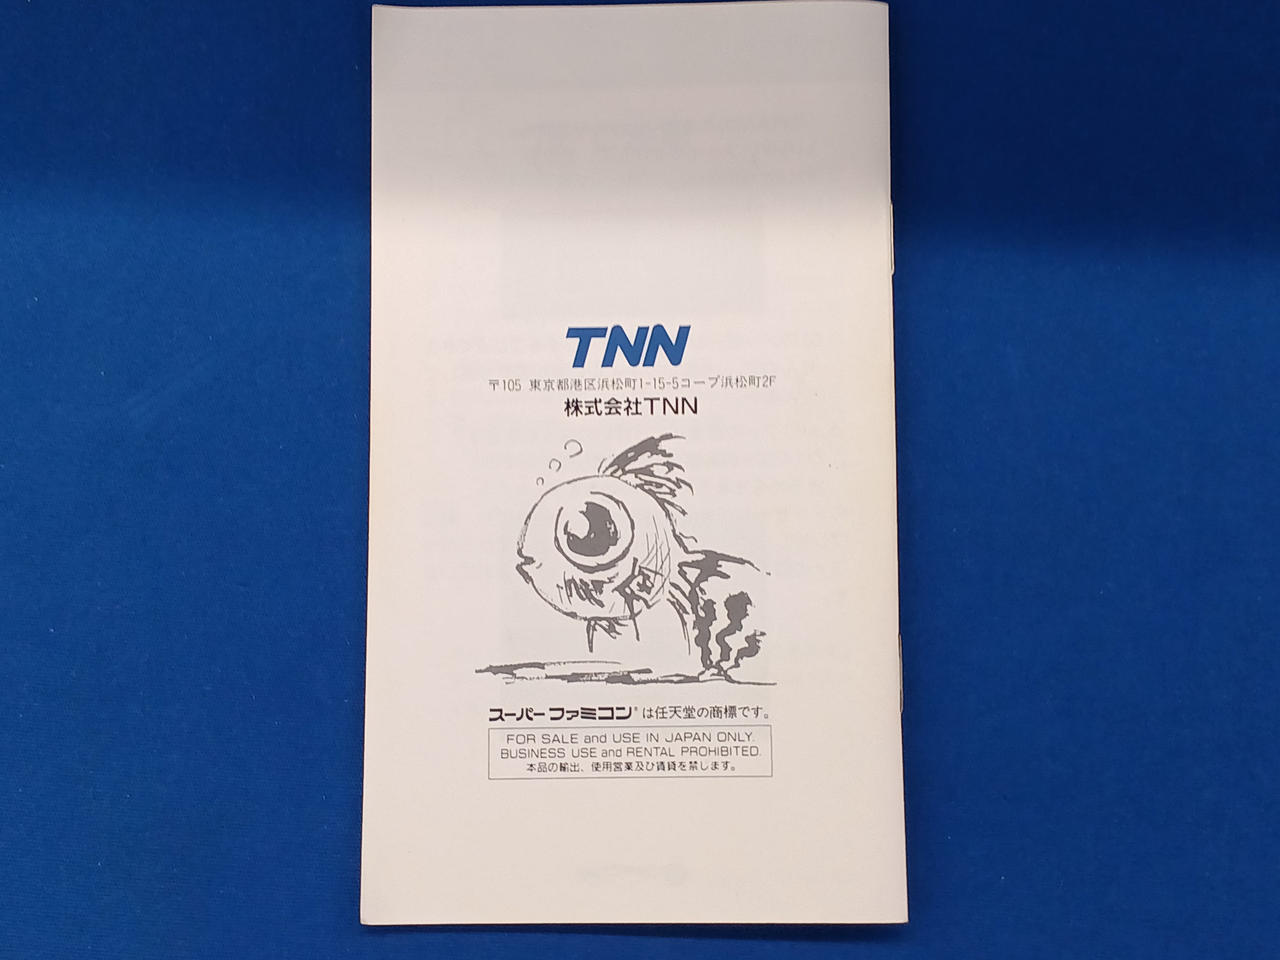 TNN
〒105 東京都港区浜松町1-15-5コープ浜松町2F
株式会社TNN
スーパーファミコン®は任天堂の商標です。
FOR SALE and USE IN JAPAN ONLY.
BUSINESS USE and RENTAL PROHIBITED.
本品の輸出、使用営業及び賃貸を禁じます。